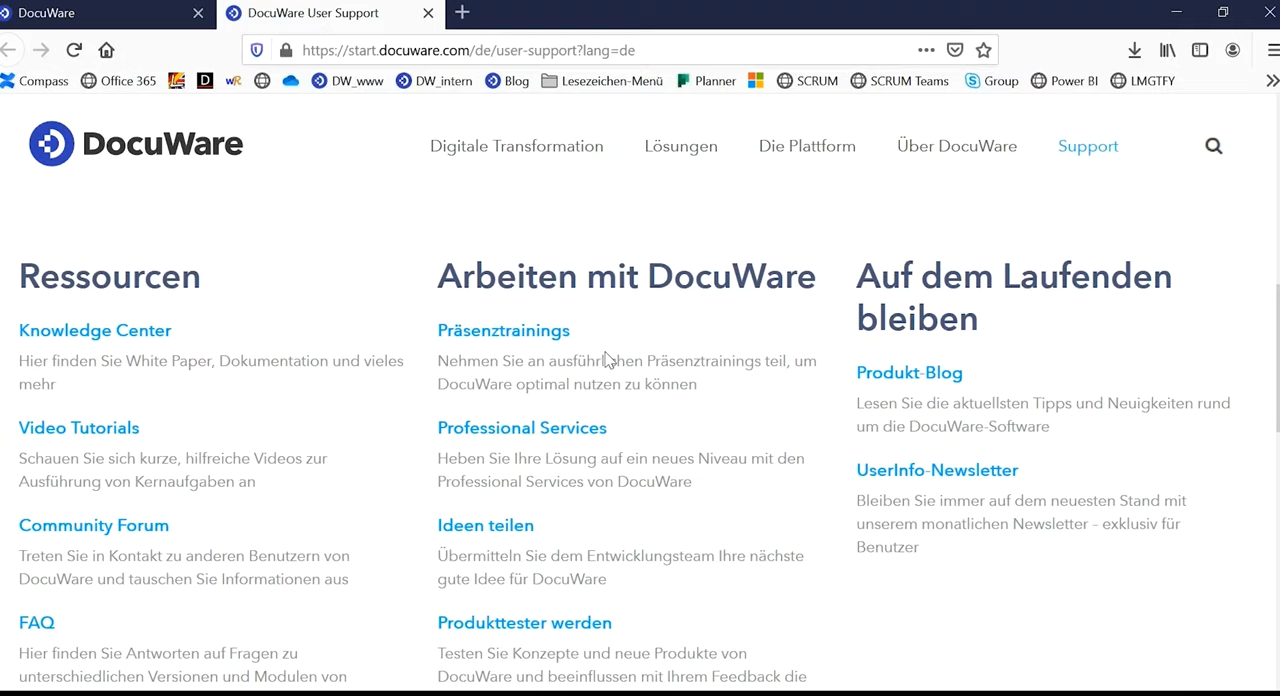 DocuWare
DocuWare User Support
https://start.docuware.com/de/user-support?lang=de
Compass
Office 365
D
wR
DW_www
DW_intern
Blog
Lesezeichen-Menü
Planner
SCRUM
SCRUM Teams
Group
Power BI
LMGTFY
DocuWare
Digitale Transformation
Lösungen
Die Plattform
Über DocuWare
Support
Ressourcen
Knowledge Center
Hier finden Sie White Paper, Dokumentation und vieles
mehr
Video Tutorials
Schauen Sie sich kurze, hilfreiche Videos zur
Ausführung von Kernaufgaben an
Community Forum
Treten Sie in Kontakt zu anderen Benutzern von
DocuWare und tauschen Sie Informationen aus
FAQ
Hier finden Sie Antworten auf Fragen zu
unterschiedlichen Versionen und Modulen von
Arbeiten mit DocuWare
Präsenztrainings
Nehmen Sie an ausführlichen Präsenztrainings teil, um
DocuWare optimal nutzen zu können
Professional Services
Heben Sie Ihre Lösung auf ein neues Niveau mit den
Professional Services von DocuWare
Ideen teilen
Übermitteln Sie dem Entwicklungsteam Ihre nächste
gute Idee für DocuWare
Produkttester werden
Testen Sie Konzepte und neue Produkte von
DocuWare und beeinflussen mit Ihrem Feedback die
Auf dem Laufenden
bleiben
Produkt-Blog
Lesen Sie die aktuellsten Tipps und Neuigkeiten rund
um die DocuWare-Software
UserInfo-Newsletter
Bleiben Sie immer auf dem neuesten Stand mit
unserem monatlichen Newsletter – exklusiv für
Benutzer